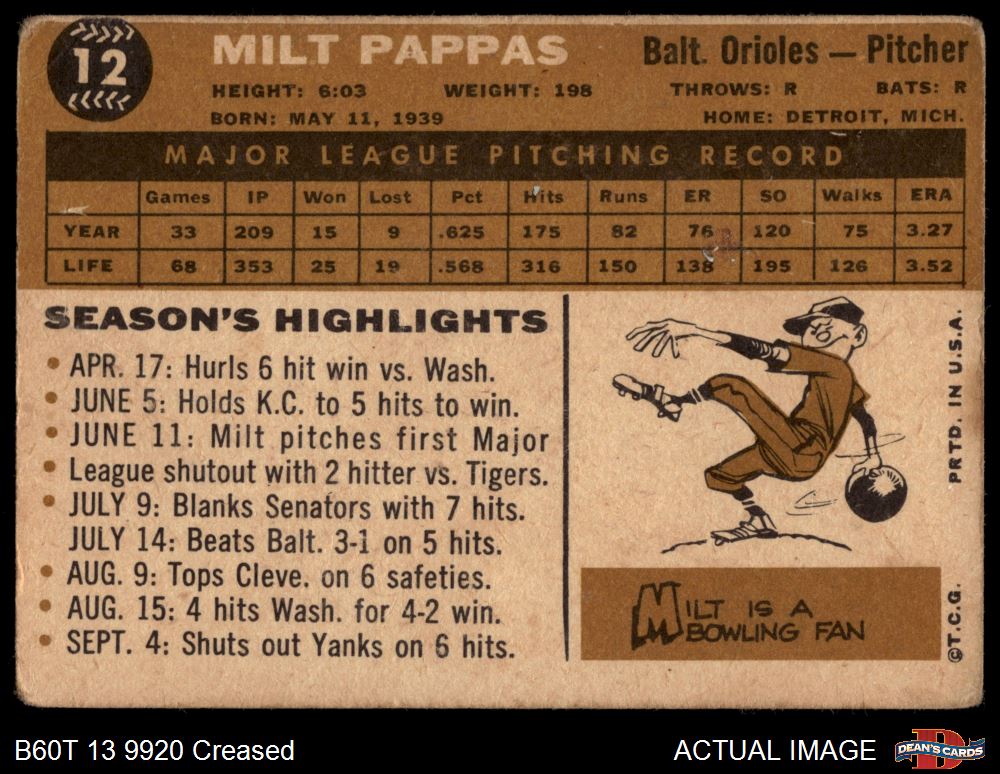 12
MILT PAPPAS
Balt. Orioles — Pitcher
HEIGHT: 6:03 WEIGHT: 198 THROWS: R BATS: R
BORN: MAY 11, 1939 HOME: DETROIT, MICH.
MAJOR LEAGUE PITCHING RECORD
Games IP Won Lost Pct Hits Runs ER SO Walks ERA
YEAR 33 209 15 9 .625 175 82 76 120 75 3.27
LIFE 68 353 25 19 .568 316 150 138 195 126 3.52
SEASON'S HIGHLIGHTS
• APR. 17: Hurls 6 hit win vs. Wash.
• JUNE 5: Holds K.C. to 5 hits to win.
• JUNE 11: Milt pitches first Major
• League shutout with 2 hitter vs. Tigers.
• JULY 9: Blanks Senators with 7 hits.
JULY 14: Beats Balt. 3-1 on 5 hits.
• AUG. 9: Tops Cleve. on 6 safeties.
• AUG. 15: 4 hits Wash. for 4-2 win.
• SEPT. 4: Shuts out Yanks on 6 hits.
MILT IS A
BOWLING FAN
PRTD. IN U.S.A.
©T.C.G.
B60T 13 9920 Creased
ACTUAL IMAGE
D
DEAN'S CARDS